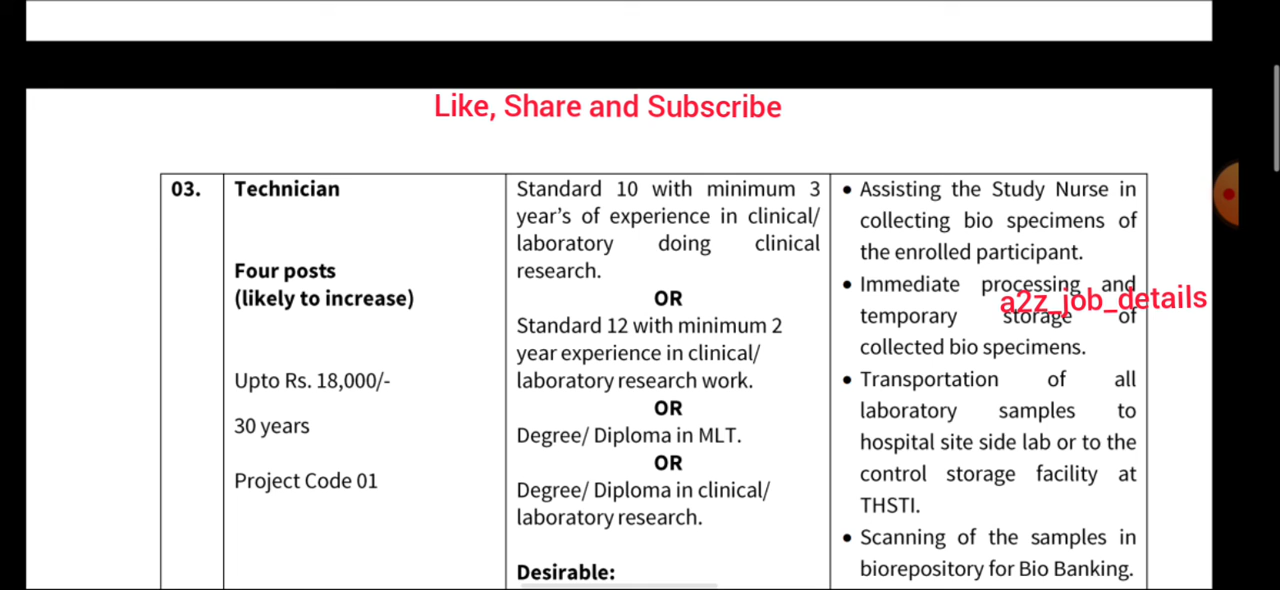 Like, Share and Subscribe
03.
Technician
Four posts
(likely to increase)
Upto Rs. 18,000/-
30 years
Project Code 01
Standard 10 with minimum 3
year's of experience in clinical/
laboratory doing clinical
research.
OR
Standard 12 with minimum 2
year experience in clinical/
laboratory research work.
OR
Degree/ Diploma in MLT.
OR
Degree/ Diploma in clinical/
laboratory research.
Desirable:
• Assisting the Study Nurse in
collecting bio specimens of
the enrolled participant.
• Immediate processing and
temporary storage of
collected bio specimens.
• Transportation of all
laboratory samples to
hospital site side lab or to the
control storage facility at
THSTI.
• Scanning of the samples in
biorepository for Bio Banking.
a2z_job_details